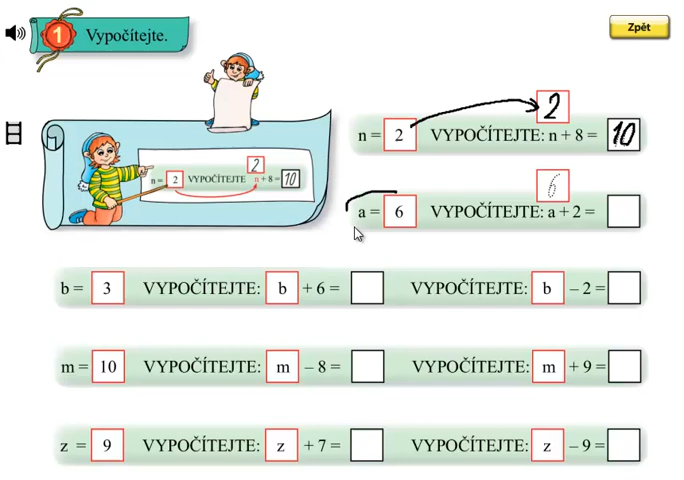 1 Vypočítejte.
Zpět
2
n = 2 VYPOČÍTEJTE: n + 8 = 10
2
n = 2 VYPOČÍTEJTE n + 8 = 10
6
a = 6 VYPOČÍTEJTE: a + 2 =
b = 3 VYPOČÍTEJTE: b + 6 = VYPOČÍTEJTE: b – 2 =
m = 10 VYPOČÍTEJTE: m – 8 = VYPOČÍTEJTE: m + 9 =
z = 9 VYPOČÍTEJTE: z + 7 = VYPOČÍTEJTE: z – 9 =